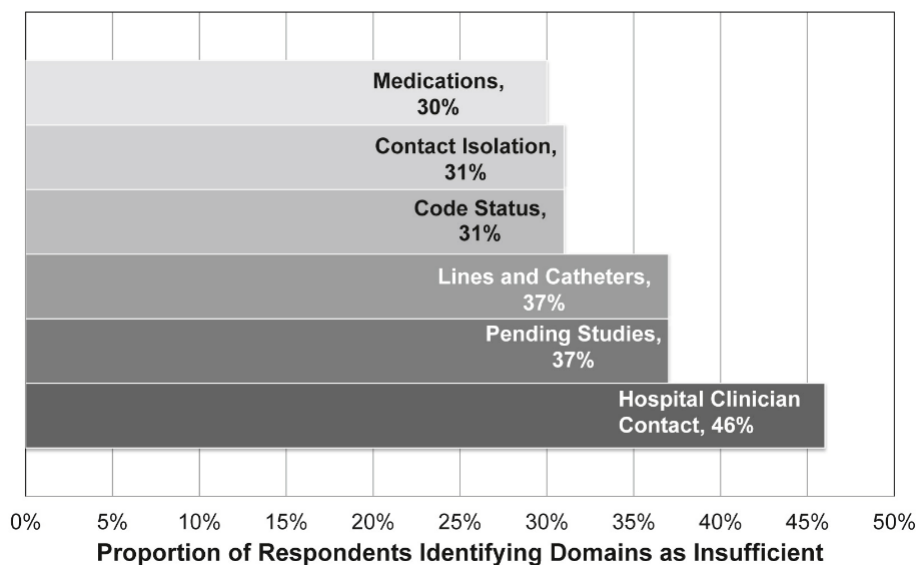 Medications,
30%
Contact Isolation,
31%
Code Status,
31%
Lines and Catheters,
37%
Pending Studies,
37%
Hospital Clinician
Contact, 46%
0% 5% 10% 15% 20% 25% 30% 35% 40% 45% 50%
Proportion of Respondents Identifying Domains as Insufficient